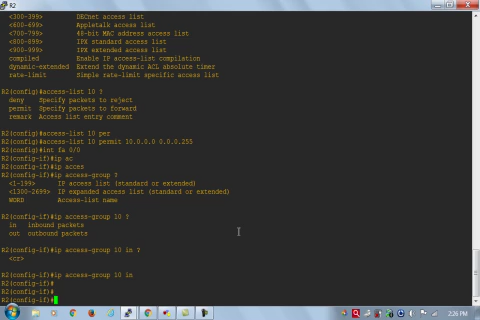 R2
<300-399> DECnet access list
<600-699> Appletalk access list
<700-799> 48-bit MAC address access list
<800-899> IPX standard access list
<900-999> IPX extended access list
compiled Enable IP access-list compilation
dynamic-extended Extend the dynamic ACL absolute timer
rate-limit Simple rate-limit specific access list
R2(config)#access-list 10 ?
deny Specify packets to reject
permit Specify packets to forward
remark Access list entry comment
R2(config)#access-list 10 per
R2(config)#access-list 10 permit 10.0.0.0 0.0.0.255
R2(config)#int fa 0/0
R2(config-if)#ip ac
R2(config-if)#ip acces
R2(config-if)#ip access-group ?
<1-199> IP access list (standard or extended)
<1300-2699> IP expanded access list (standard or extended)
WORD Access-list name
R2(config-if)#ip access-group 10 ?
in inbound packets
out outbound packets
R2(config-if)#ip access-group 10 in ?
<cr>
R2(config-if)#ip access-group 10 in
R2(config-if)#
R2(config-if)#
R2(config-if)#
2:26 PM